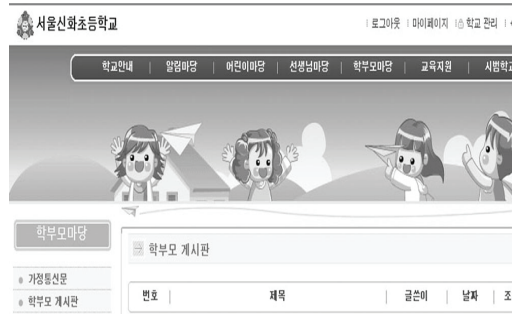 서울신화초등학교
로그아웃 | 마이페이지 | 학교 관리 |
학교안내 | 알림마당 | 어린이마당 | 선생님마당 | 학부모마당 | 교육지원 | 시범학교
학부모마당
학부모 게시판
가정통신문
번호 | 제목 | 글쓴이 | 날짜 | 조
학부모 게시판